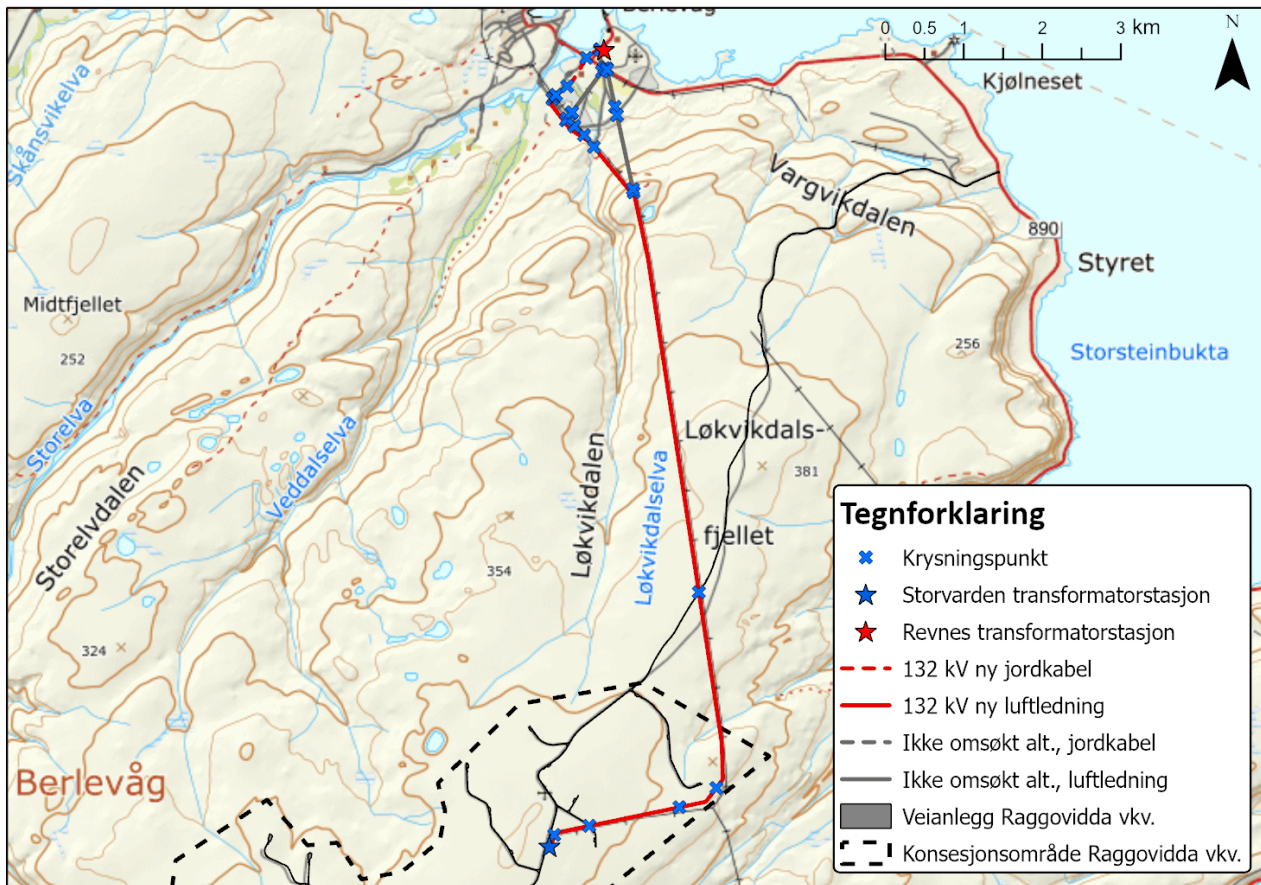 Berlevåg
0 0.5 1 2 3 km
N
Kjølneset
Skånsvikelva
Vargvikdalen
890
Styret
Midtfjellet
252
256
Storsteinbukta
Storelva
Løkvikdals-
381
Veddalselva
Storelvdalen
Løkvikdalen
Løkvikdalselva
fjellet
354
324
Berlevåg
Tegnforklaring
Krysningspunkt
Storvarden transformatorstasjon
Revnes transformatorstasjon
132 kV ny jordkabel
132 kV ny luftledning
Ikke omsøkt alt., jordkabel
Ikke omsøkt alt., luftledning
Veianlegg Raggovidda vkv.
Konsesjonsområde Raggovidda vkv.